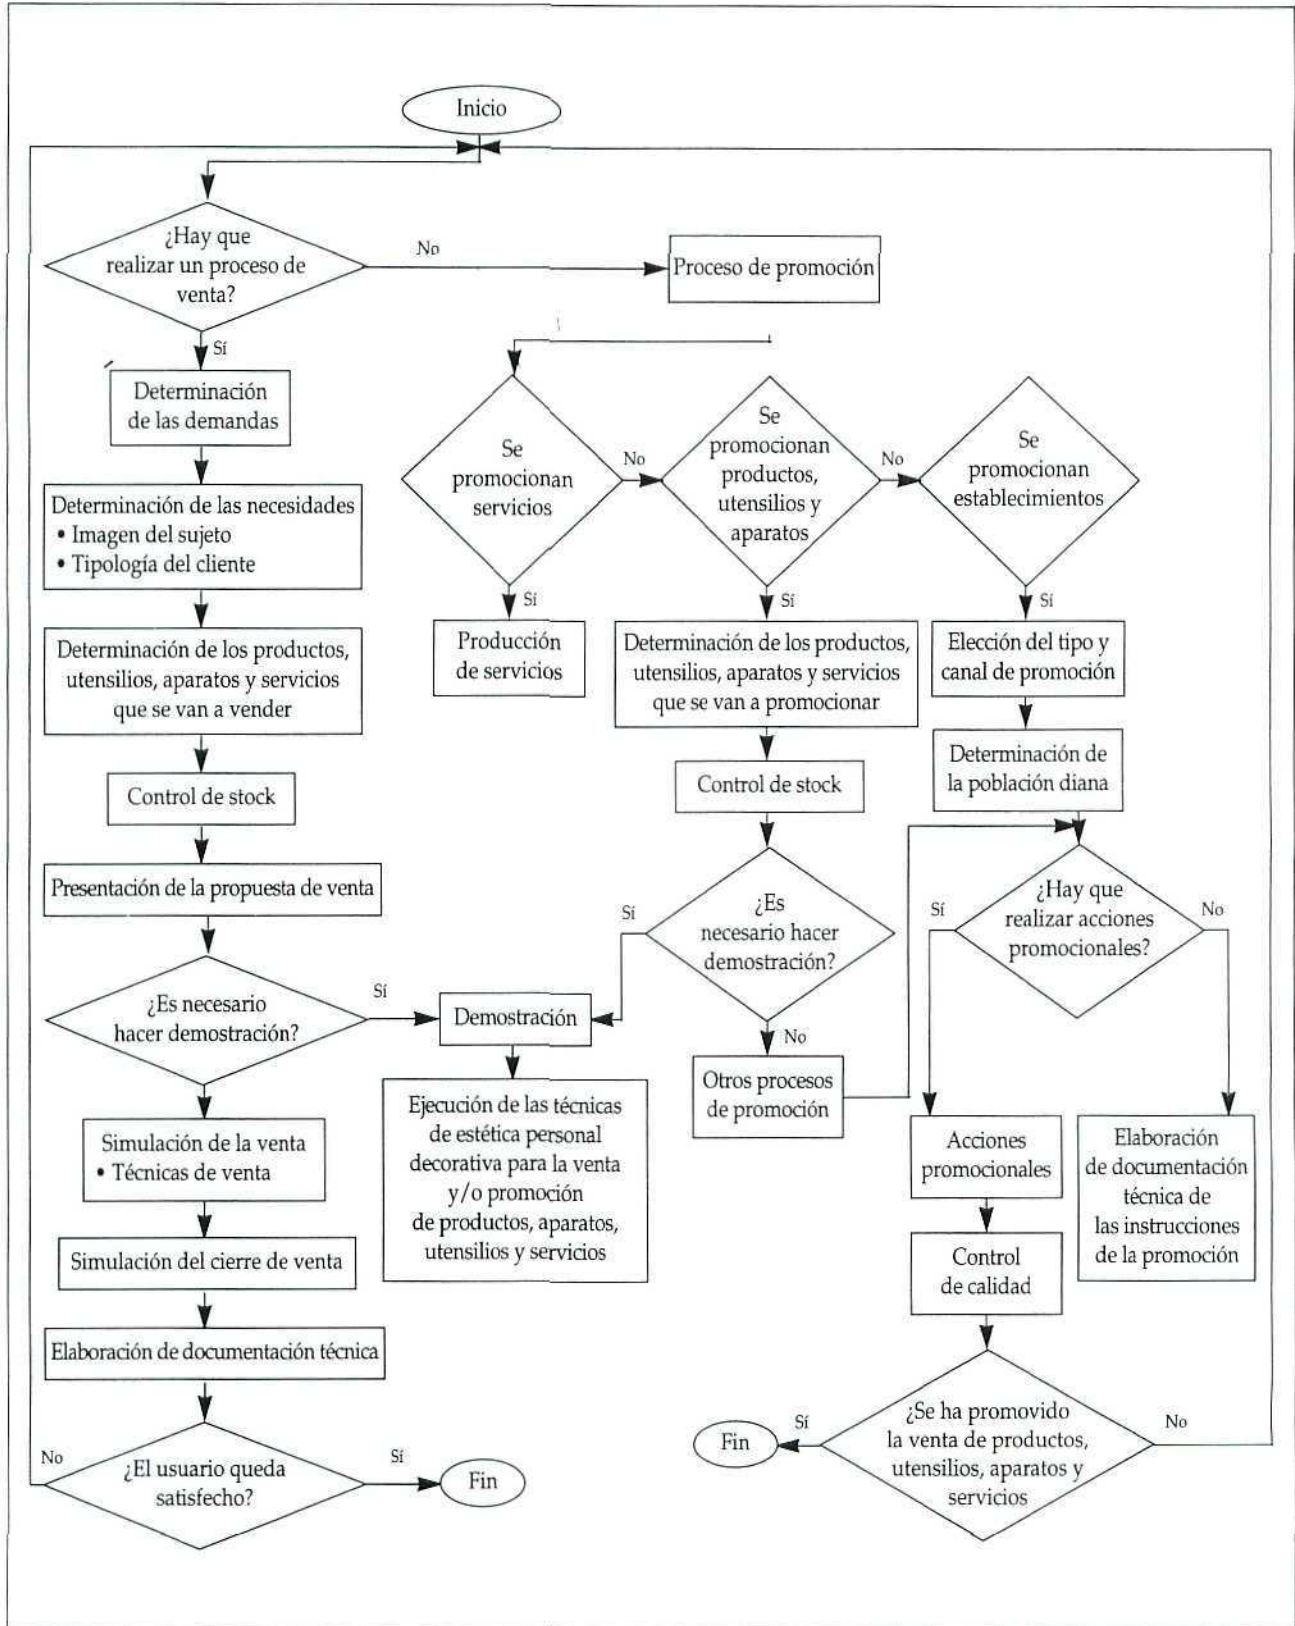 Inicio
¿Hay que
realizar un proceso de
venta?
No
Proceso de promoción
Sí
Determinación
de las demandas
Determinación de las necesidades
• Imagen del sujeto
• Tipología del cliente
Determinación de los productos,
utensilios, aparatos y servicios
que se van a vender
Control de stock
Presentación de la propuesta de venta
¿Es necesario
hacer demostración?
Sí
Simulación de la venta
• Técnicas de venta
Simulación del cierre de venta
Elaboración de documentación técnica
¿El usuario queda
satisfecho?
No
Sí
Fin
Se
promocionan
servicios
No
Sí
Producción
de servicios
Se
promocionan
productos,
utensilios y
aparatos
No
Sí
Determinación de los productos,
utensilios, aparatos y servicios
que se van a promocionar
Control de stock
¿Es
necesario hacer
demostración?
Sí
No
Demostración
Ejecución de las técnicas
de estética personal
decorativa para la venta
y/o promoción
de productos, aparatos,
utensilios y servicios
Otros procesos
de promoción
Se
promocionan
establecimientos
Sí
Elección del tipo y
canal de promoción
Determinación de
la población diana
¿Hay que
realizar acciones
promocionales?
Sí
No
Acciones
promocionales
Elaboración
de documentación
técnica de
las instrucciones
de la promoción
Control
de calidad
¿Se ha promovido
la venta de productos,
utensilios, aparatos y
servicios
Sí
No
Fin